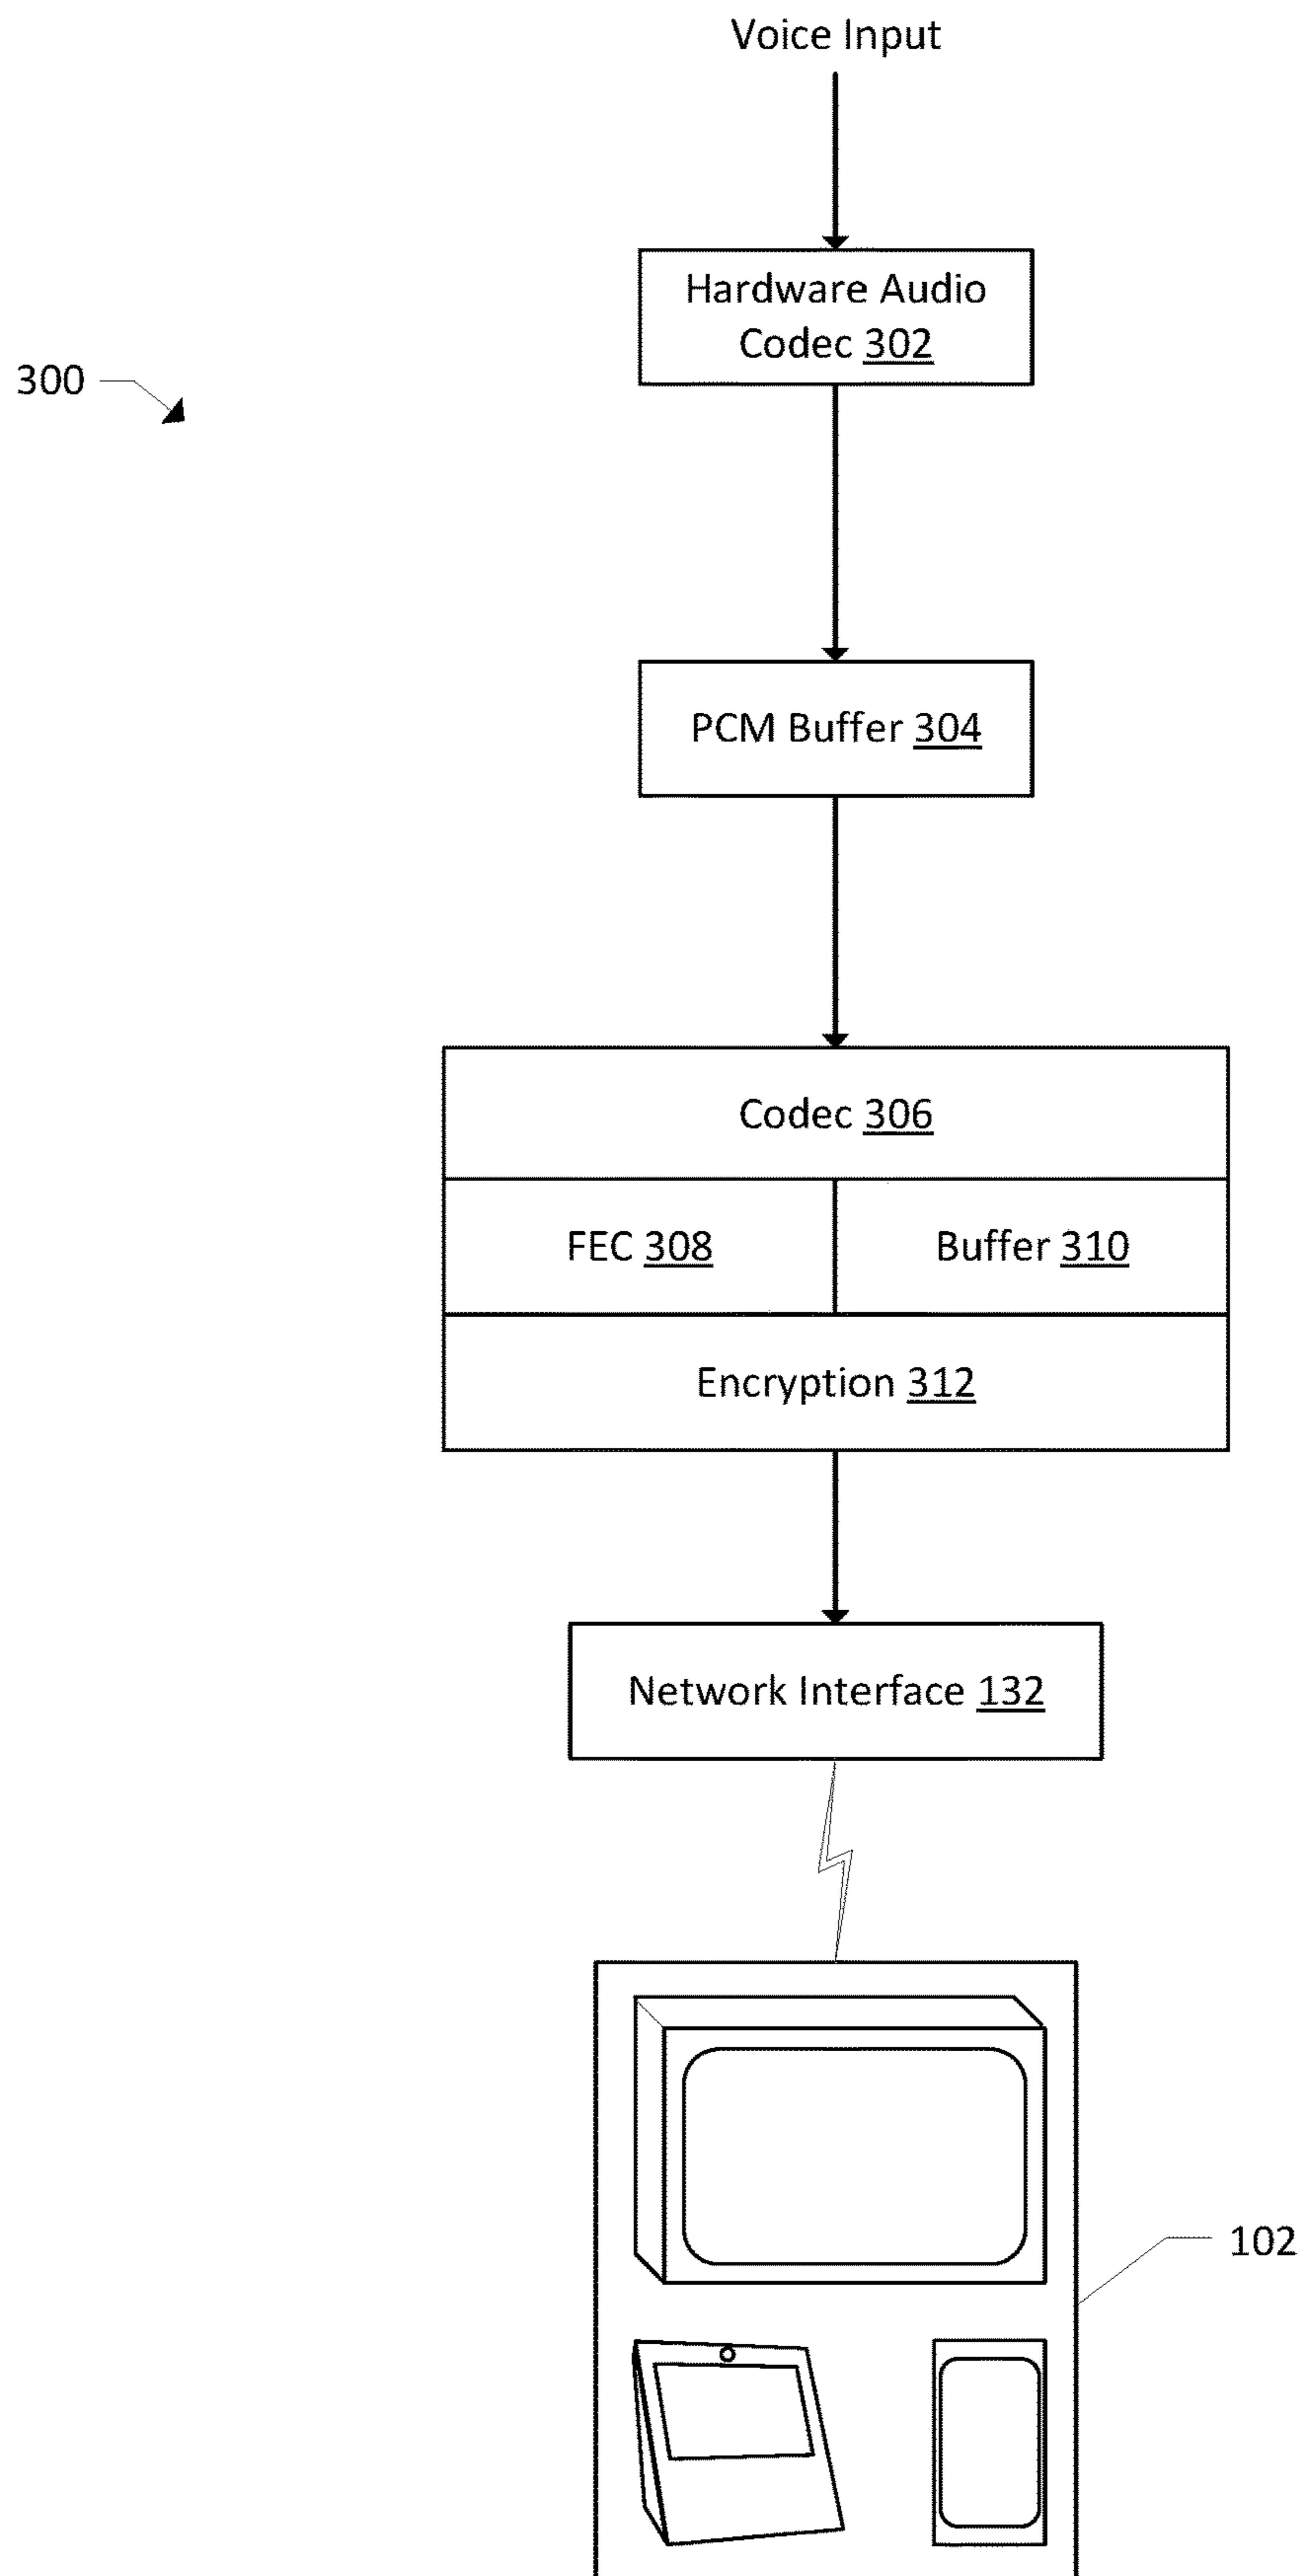 Voice Input
Hardware Audio
Codec 302
300
PCM Buffer 304
Codec 306
FEC 308
Buffer 310
Encryption 312
Network Interface 132
102